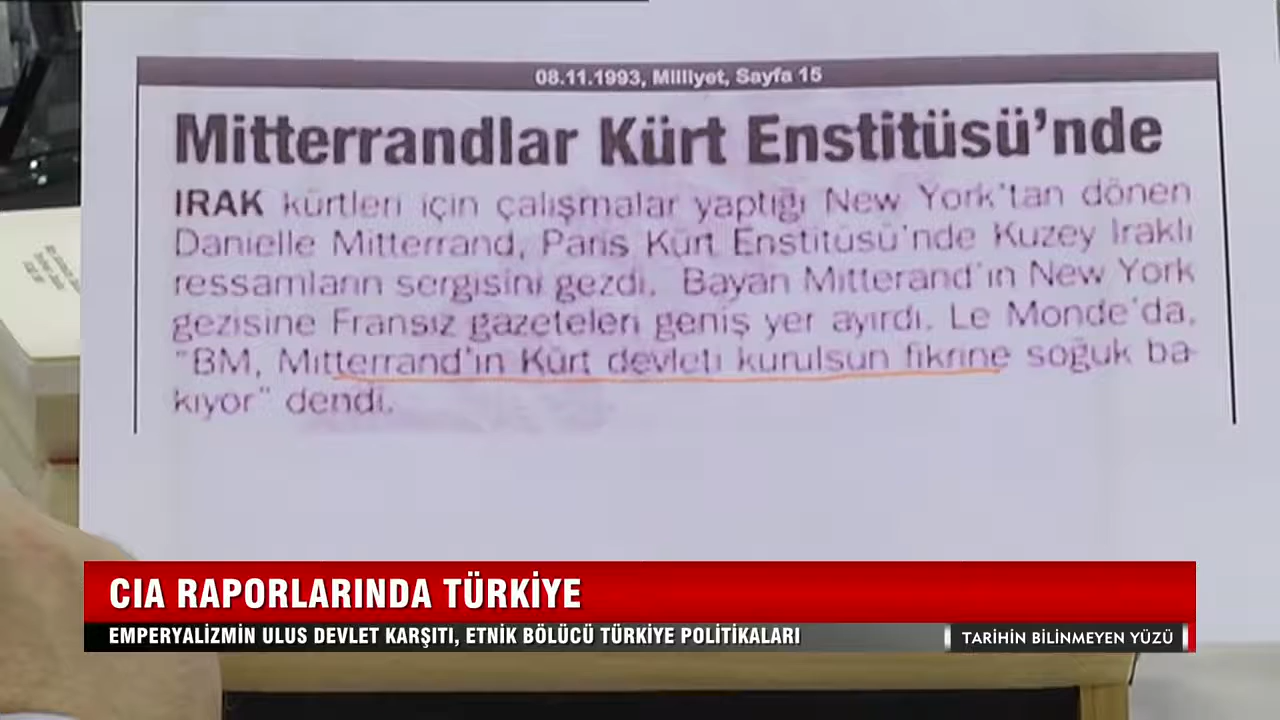 08.11.1993, Milliyet, Sayfa 15
Mitterrandlar Kürt Enstitüsü'nde
IRAK kürtleri için çalışmalar yaptığı New York'tan dönen
Danielle Mitterrand, Paris Kürt Enstitüsü'nde Kuzey Iraklı
ressamların sergisini gezdi. Bayan Mitterand'ın New York
gezisine Fransız gazeteleri geniş yer ayırdı. Le Monde'da,
"BM, Mitterrand'ın Kürt devleti kurulsun fikrine soğuk ba-
kıyor" dendi.
CIA RAPORLARINDA TÜRKİYE
EMPERYALİZMİN ULUS DEVLET KARŞITI, ETNİK BÖLÜCÜ TÜRKİYE POLİTİKALARI
TARİHİN BİLİNMEYEN YÜZÜ